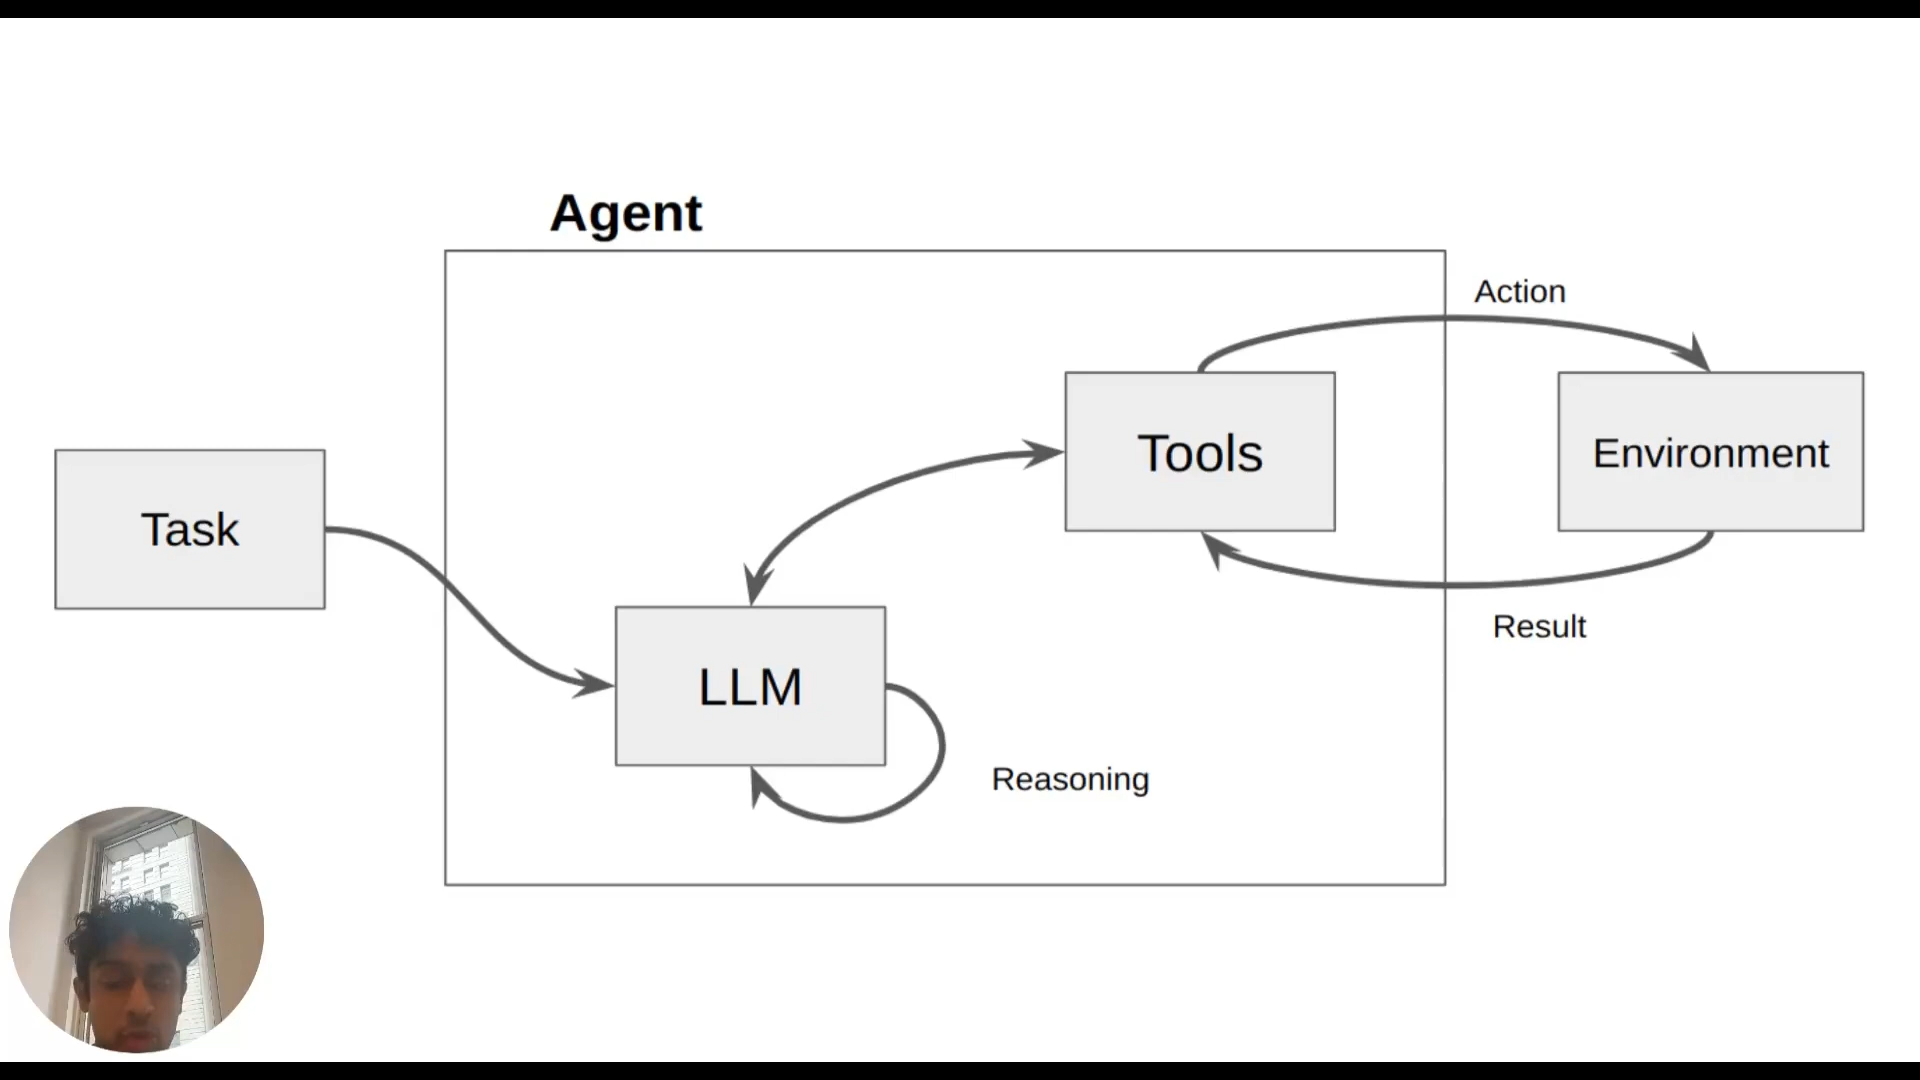 Agent
Action
Tools
Environment
Task
Result
LLM
Reasoning